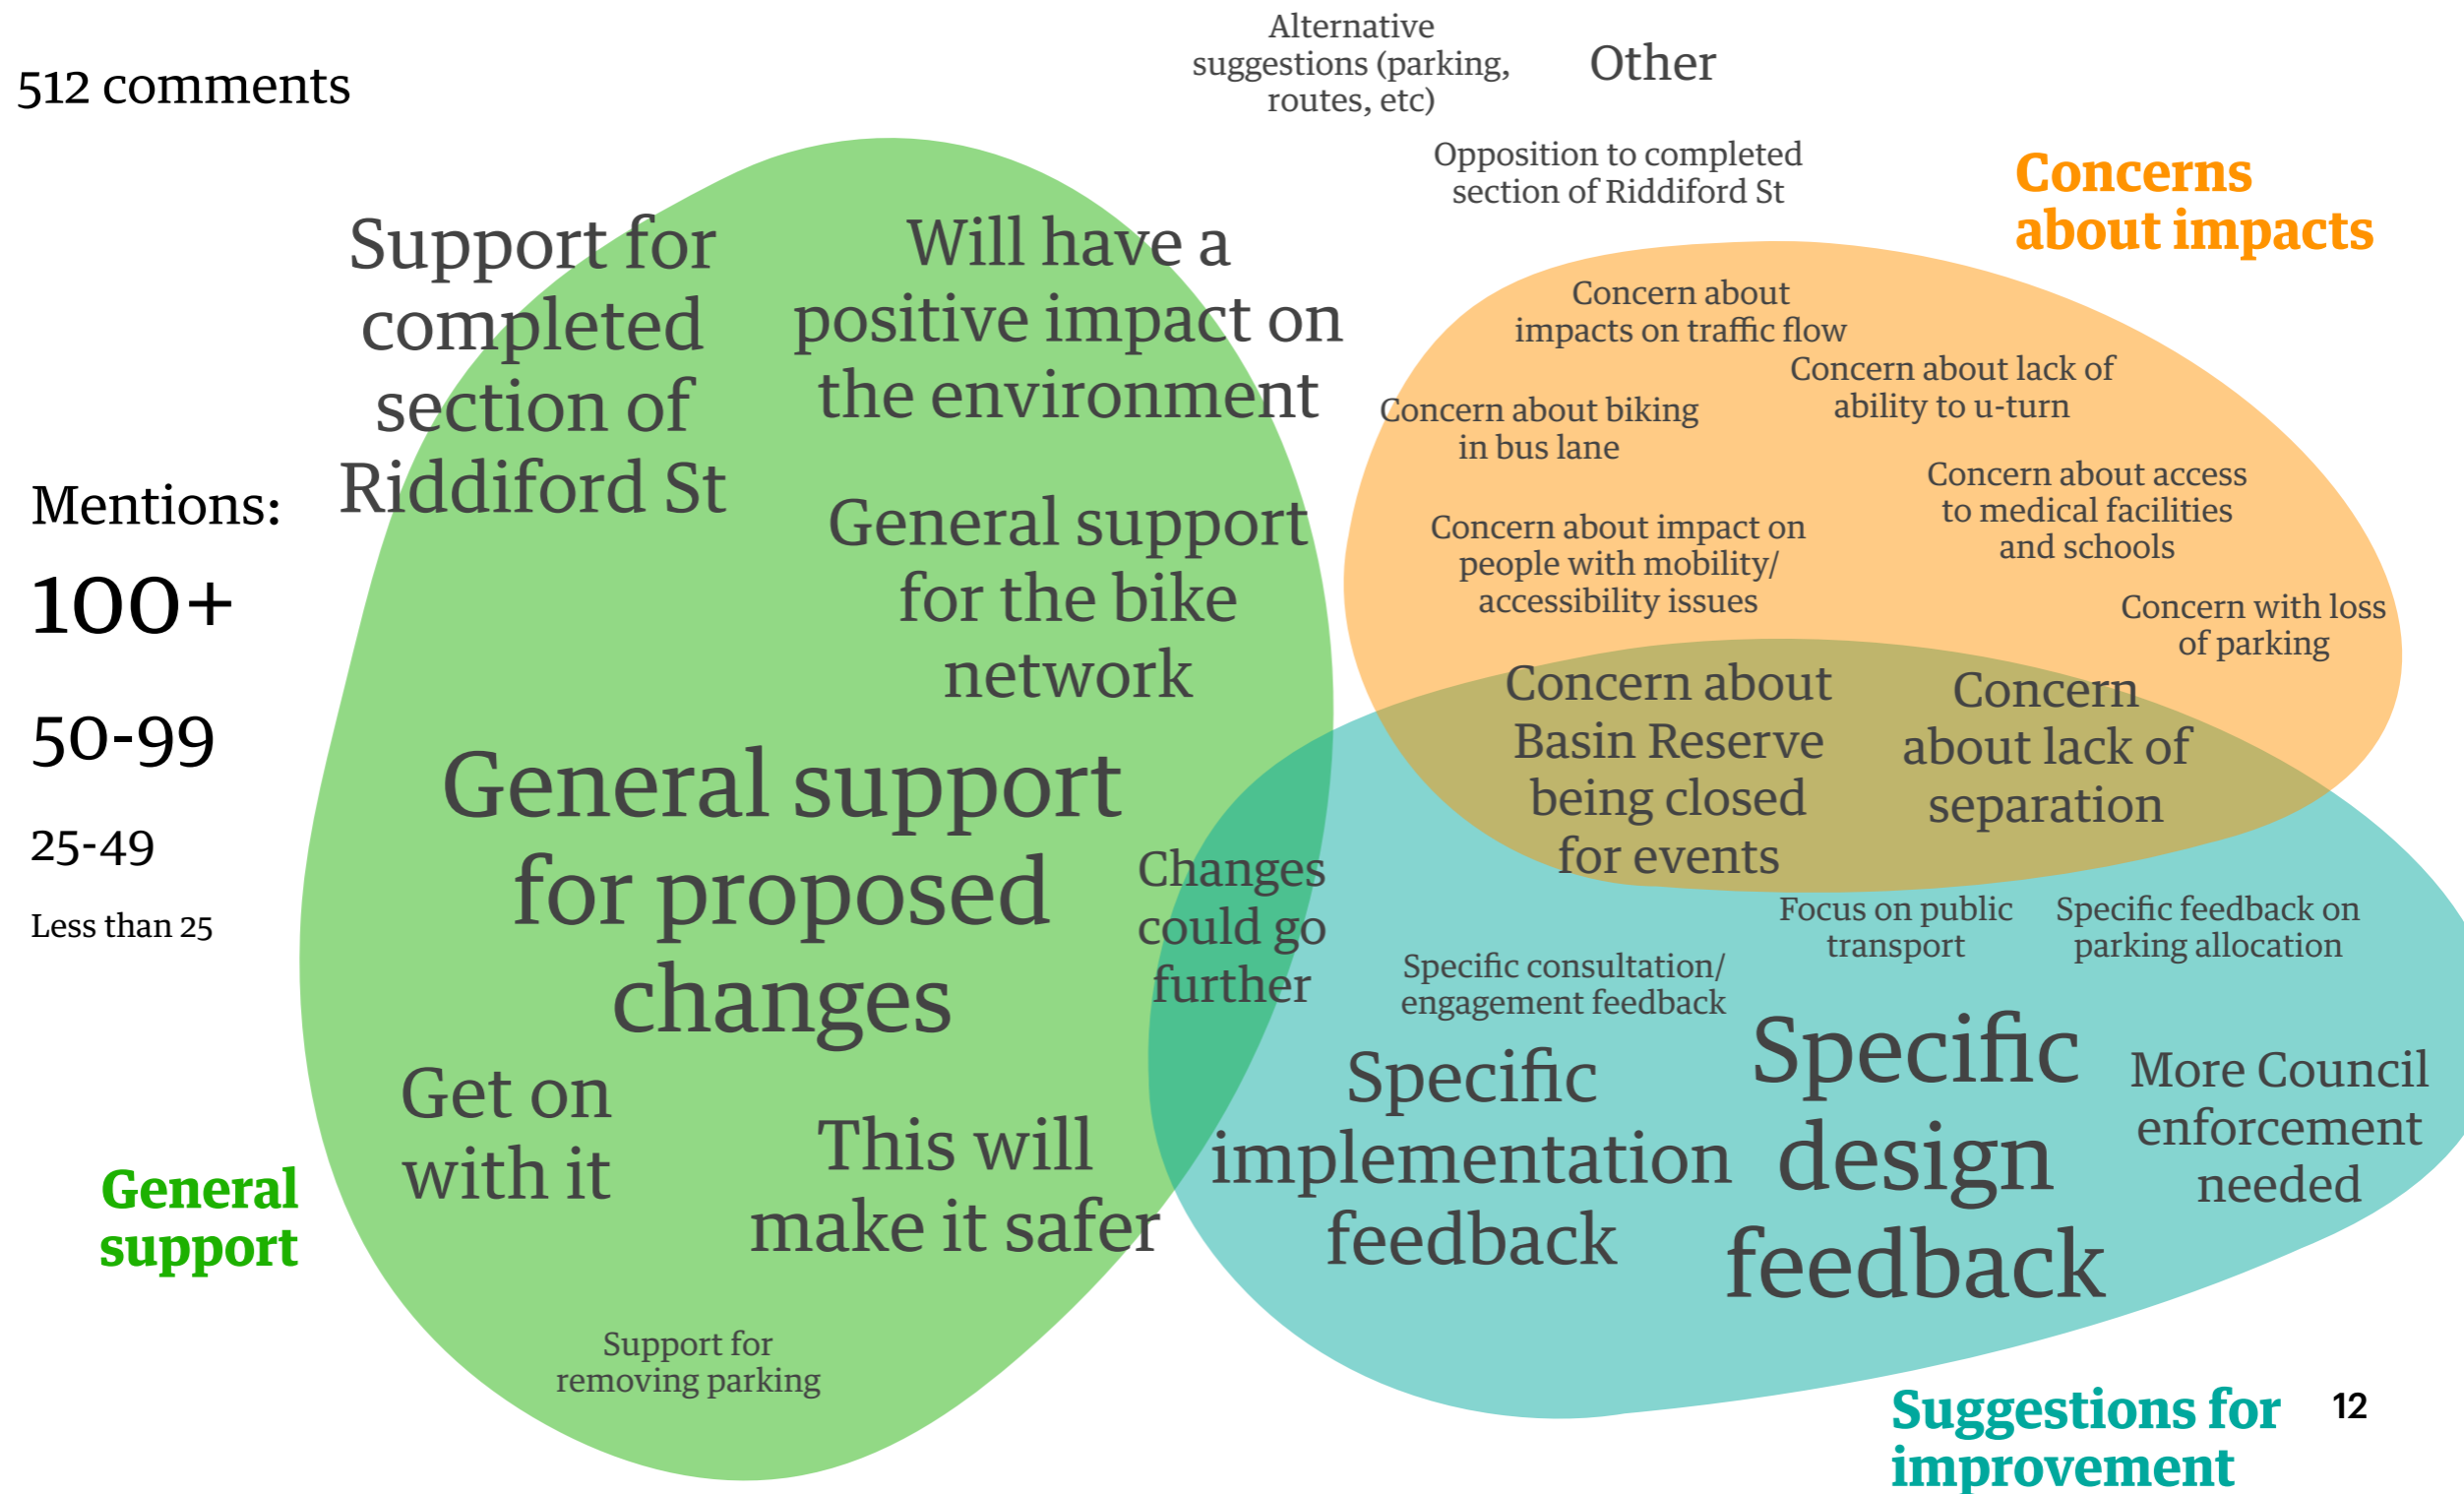 512 comments
Alternative
suggestions (parking,
routes, etc)
Other
Opposition to completed
section of Riddiford St
Concerns
about impacts
Support for
completed
section of
Riddiford St
Will have a
positive impact on
the environment
General support
for the bike
network
Mentions:
100+
50-99
25-49
Less than 25
General support
for proposed
changes
Get on
with it
This will
make it safer
Support for
removing parking
General
support
Changes
could go
further
Concern about
impacts on traffic flow
Concern about lack of
ability to u-turn
Concern about biking
in bus lane
Concern about access
to medical facilities
and schools
Concern about impact on
people with mobility/
accessibility issues
Concern with loss
of parking
Concern about
Basin Reserve
being closed
for events
Concern
about lack of
separation
Focus on public
transport
Specific feedback on
parking allocation
Specific consultation/
engagement feedback
Specific
implementation
feedback
Specific
design
feedback
More Council
enforcement
needed
Suggestions for
improvement
12